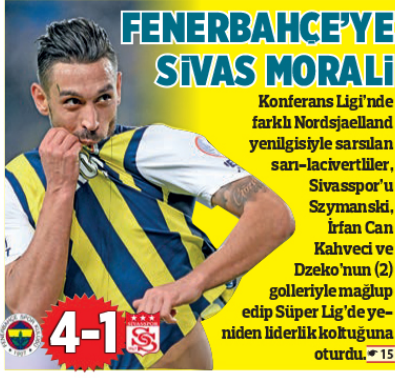 FENERBAHÇE'YE
SİVAS MORALİ
Konferans Ligi'nde
farklı Nordsjaelland
yenilgisiyle sarsılan
sarı-lacivertliler,
Sivasspor'u
Szymanski,
İrfan Can
Kahveci ve
Dzeko'nun (2)
golleriyle mağlup
edip Süper Lig'de ye-
niden liderlik koltuğuna
oturdu. 15
4-1